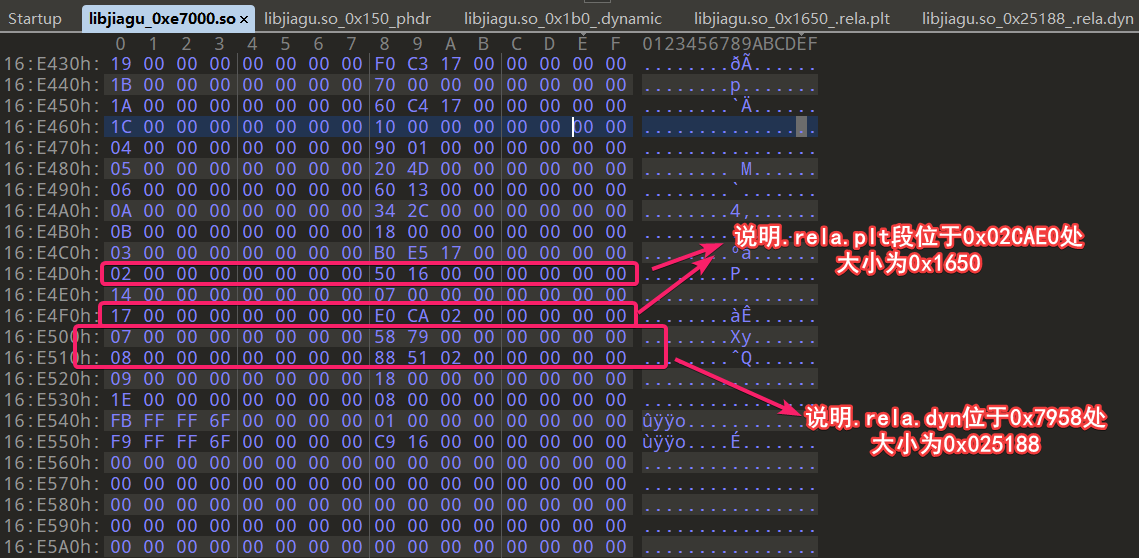 Startup libjiagu_0xe7000.so × libjiagu.so_0x150_phdr libjiagu.so_0x1b0_.dynamic libjiagu.so_0x1650_.rela.plt libjiagu.so_0x25188_.rela.dyn
0 1 2 3 4 5 6 7 8 9 A B C D E F 0123456789ABCDEF
16:E430h: 19 00 00 00 00 00 00 00 F0 C3 17 00 00 00 00 00 ........ðÃ......
16:E440h: 1B 00 00 00 00 00 00 00 70 00 00 00 00 00 00 00 ........p.......
16:E450h: 1A 00 00 00 00 00 00 00 60 C4 17 00 00 00 00 00 ........`Ä......
16:E460h: 1C 00 00 00 00 00 00 00 10 00 00 00 00 00 00 00 ................
16:E470h: 04 00 00 00 00 00 00 00 90 01 00 00 00 00 00 00 ................
16:E480h: 05 00 00 00 00 00 00 00 20 4D 00 00 00 00 00 00 ........ M......
16:E490h: 06 00 00 00 00 00 00 00 60 13 00 00 00 00 00 00 ........`.......
16:E4A0h: 0A 00 00 00 00 00 00 00 34 2C 00 00 00 00 00 00 ........4,......
16:E4B0h: 0B 00 00 00 00 00 00 00 18 00 00 00 00 00 00 00
16:E4C0h: 03 00 00 00 00 00 00 00 B0 E5 17 00 00 00 00 00 ........°å......
16:E4D0h: 02 00 00 00 00 00 00 00 50 16 00 00 00 00 00 00 ........P.......
16:E4E0h: 14 00 00 00 00 00 00 00 07 00 00 00 00 00 00 00 ................
16:E4F0h: 17 00 00 00 00 00 00 00 E0 CA 02 00 00 00 00 00 ........àÊ......
16:E500h: 07 00 00 00 00 00 00 00 58 79 00 00 00 00 00 00 ........Xy......
16:E510h: 08 00 00 00 00 00 00 00 88 51 02 00 00 00 00 00 ........ˆQ......
16:E520h: 09 00 00 00 00 00 00 00 18 00 00 00 00 00 00 00 ................
16:E530h: 1E 00 00 00 00 00 00 00 08 00 00 00 00 00 00 00 ................
16:E540h: FB FF FF 6F 00 00 00 00 01 00 00 00 00 00 00 00 ûÿÿo............
16:E550h: F9 FF FF 6F 00 00 00 00 C9 16 00 00 00 00 00 00 ùÿÿo....É.......
16:E560h: 00 00 00 00 00 00 00 00 00 00 00 00 00 00 00 00 ................
16:E570h: 00 00 00 00 00 00 00 00 00 00 00 00 00 00 00 00 ................
16:E580h: 00 00 00 00 00 00 00 00 00 00 00 00 00 00 00 00 ................
16:E590h: 00 00 00 00 00 00 00 00 00 00 00 00 00 00 00 00 ................
16:E5A0h: 00 00 00 00 00 00 00 00 00 00 00 00 00 00 00 00 ................
说明.rela.plt段位于0x02CAE0处
大小为0x1650
说明.rela.dyn位于0x7958处
大小为0x025188